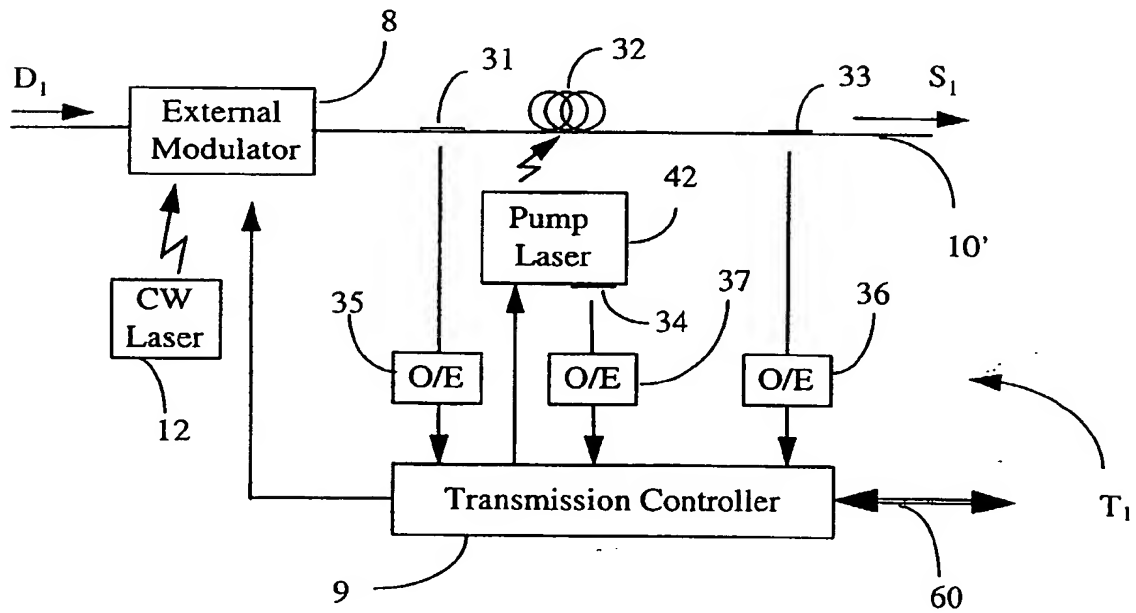 8
31
32
33
D1
S1
External
Modulator
42
Pump
Laser
10’
CW
Laser
35
34
37
36
12
O/E
O/E
O/E
Transmission Controller
T1
9
60